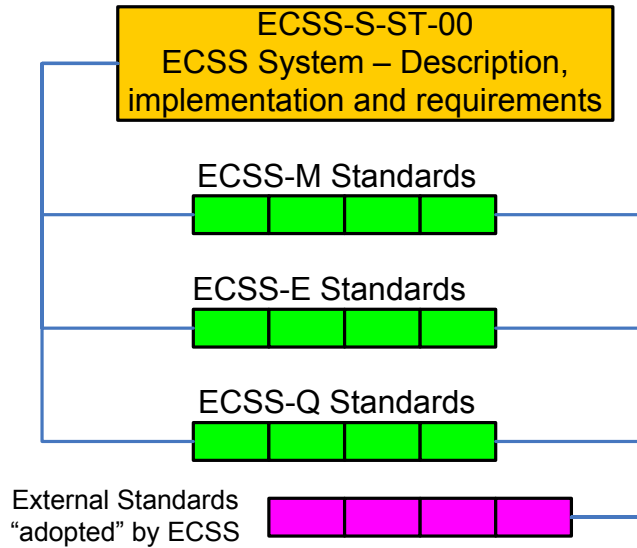 ECSS-S-ST-00
ECSS System – Description,
implementation and requirements
ECSS-M Standards
ECSS-E Standards
ECSS-Q Standards
External Standards
“adopted” by ECSS